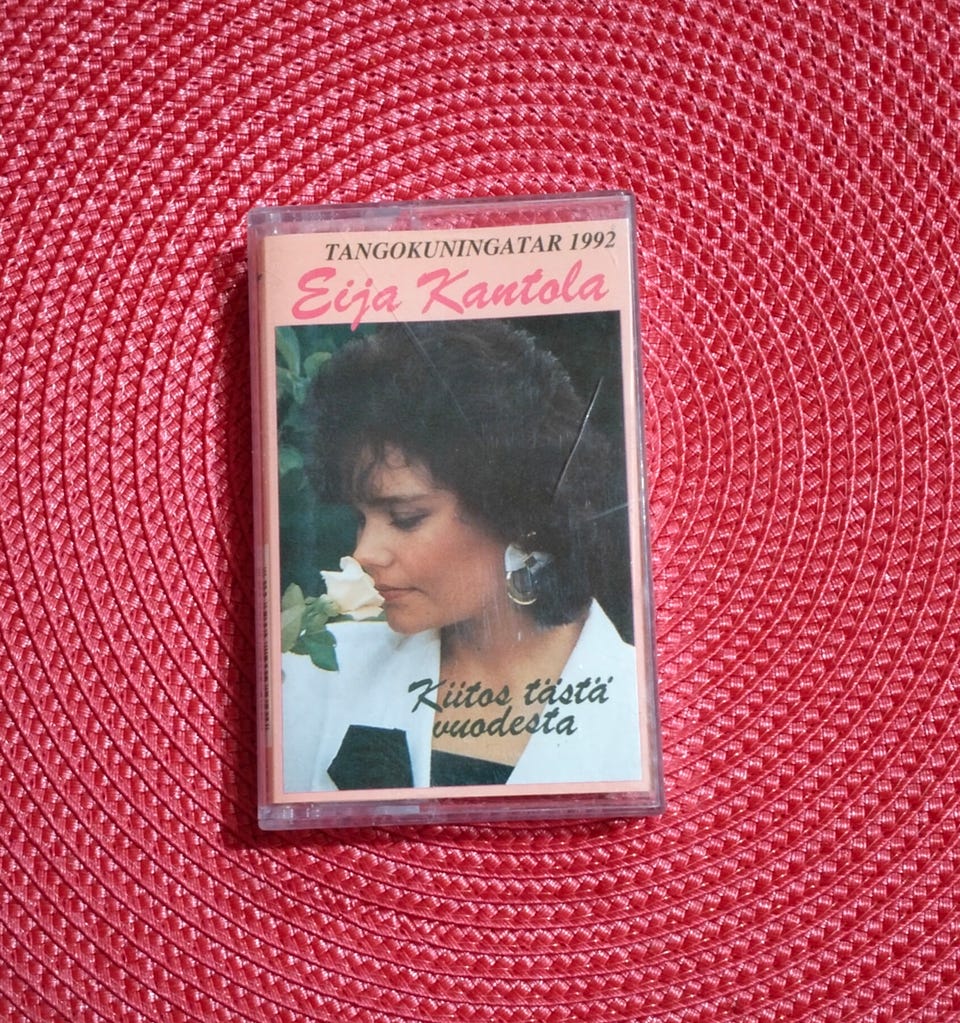 TANGOKUNINGATAR 1992
Eija Kantola
Kiitos tästä
vuodesta